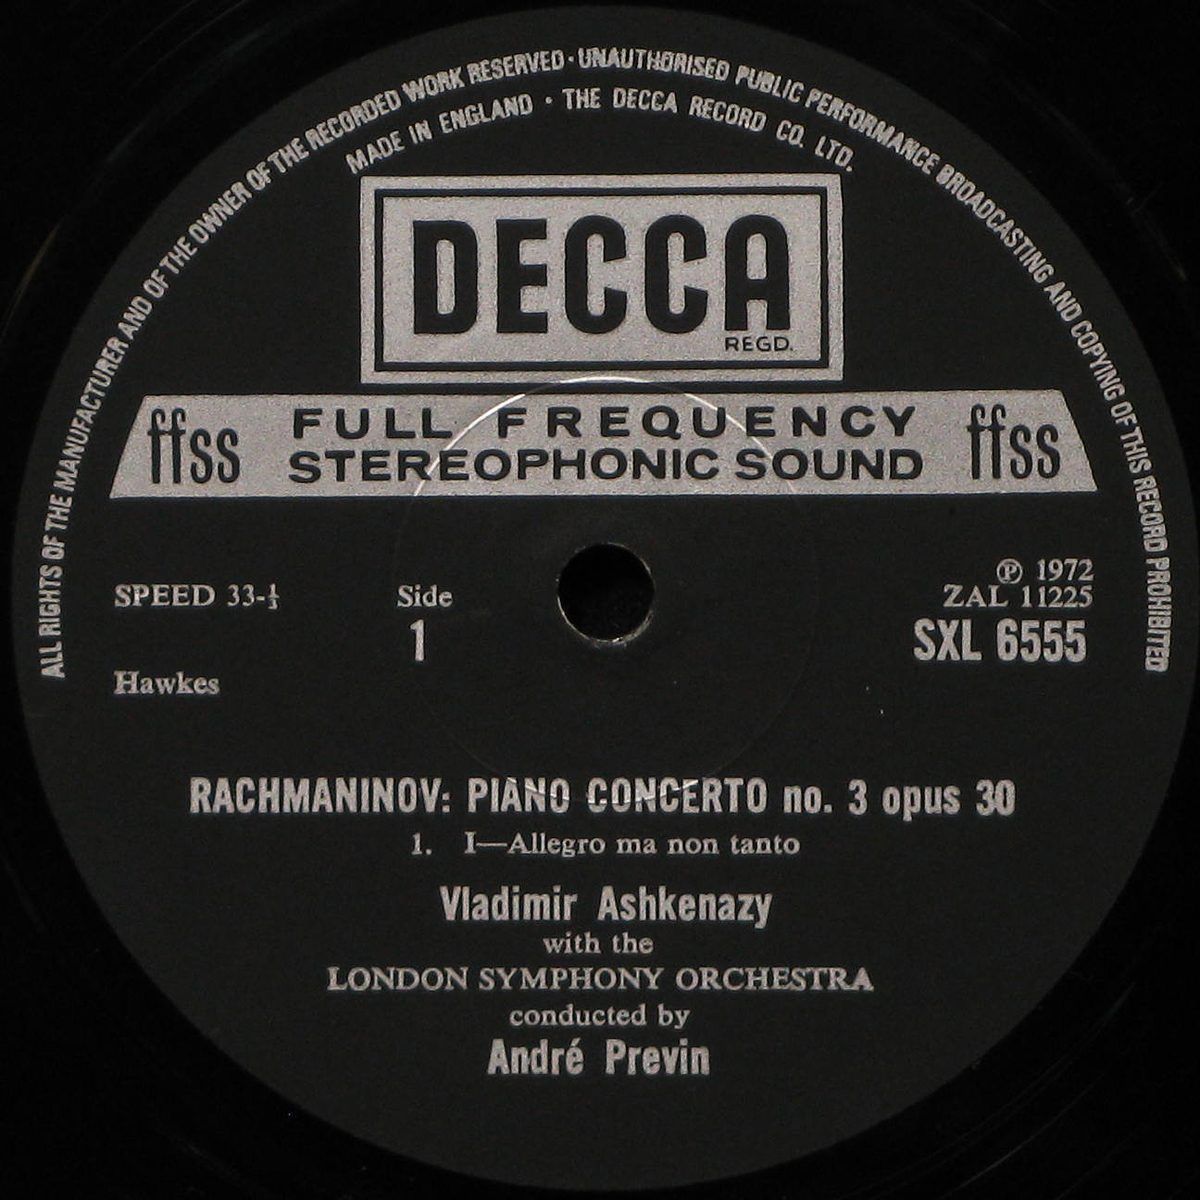 ALL RIGHTS OF THE MANUFACTURER AND OF THE OWNER OF THE RECORDED WORK RESERVED · UNAUTHORISED PUBLIC PERFORMANCE BROADCASTING AND COPYING OF THIS RECORD PROHIBITED
MADE IN ENGLAND · THE DECCA RECORD CO. LTD.
DECCA
REGD.
ffss FULL FREQUENCY STEREOPHONIC SOUND ffss
℗ 1972
SPEED 33-⅓ Side ZAL 11225
1 SXL 6555
Hawkes
RACHMANINOV: PIANO CONCERTO no. 3 opus 30
1. I—Allegro ma non tanto
Vladimir Ashkenazy
with the
LONDON SYMPHONY ORCHESTRA
conducted by
André Previn